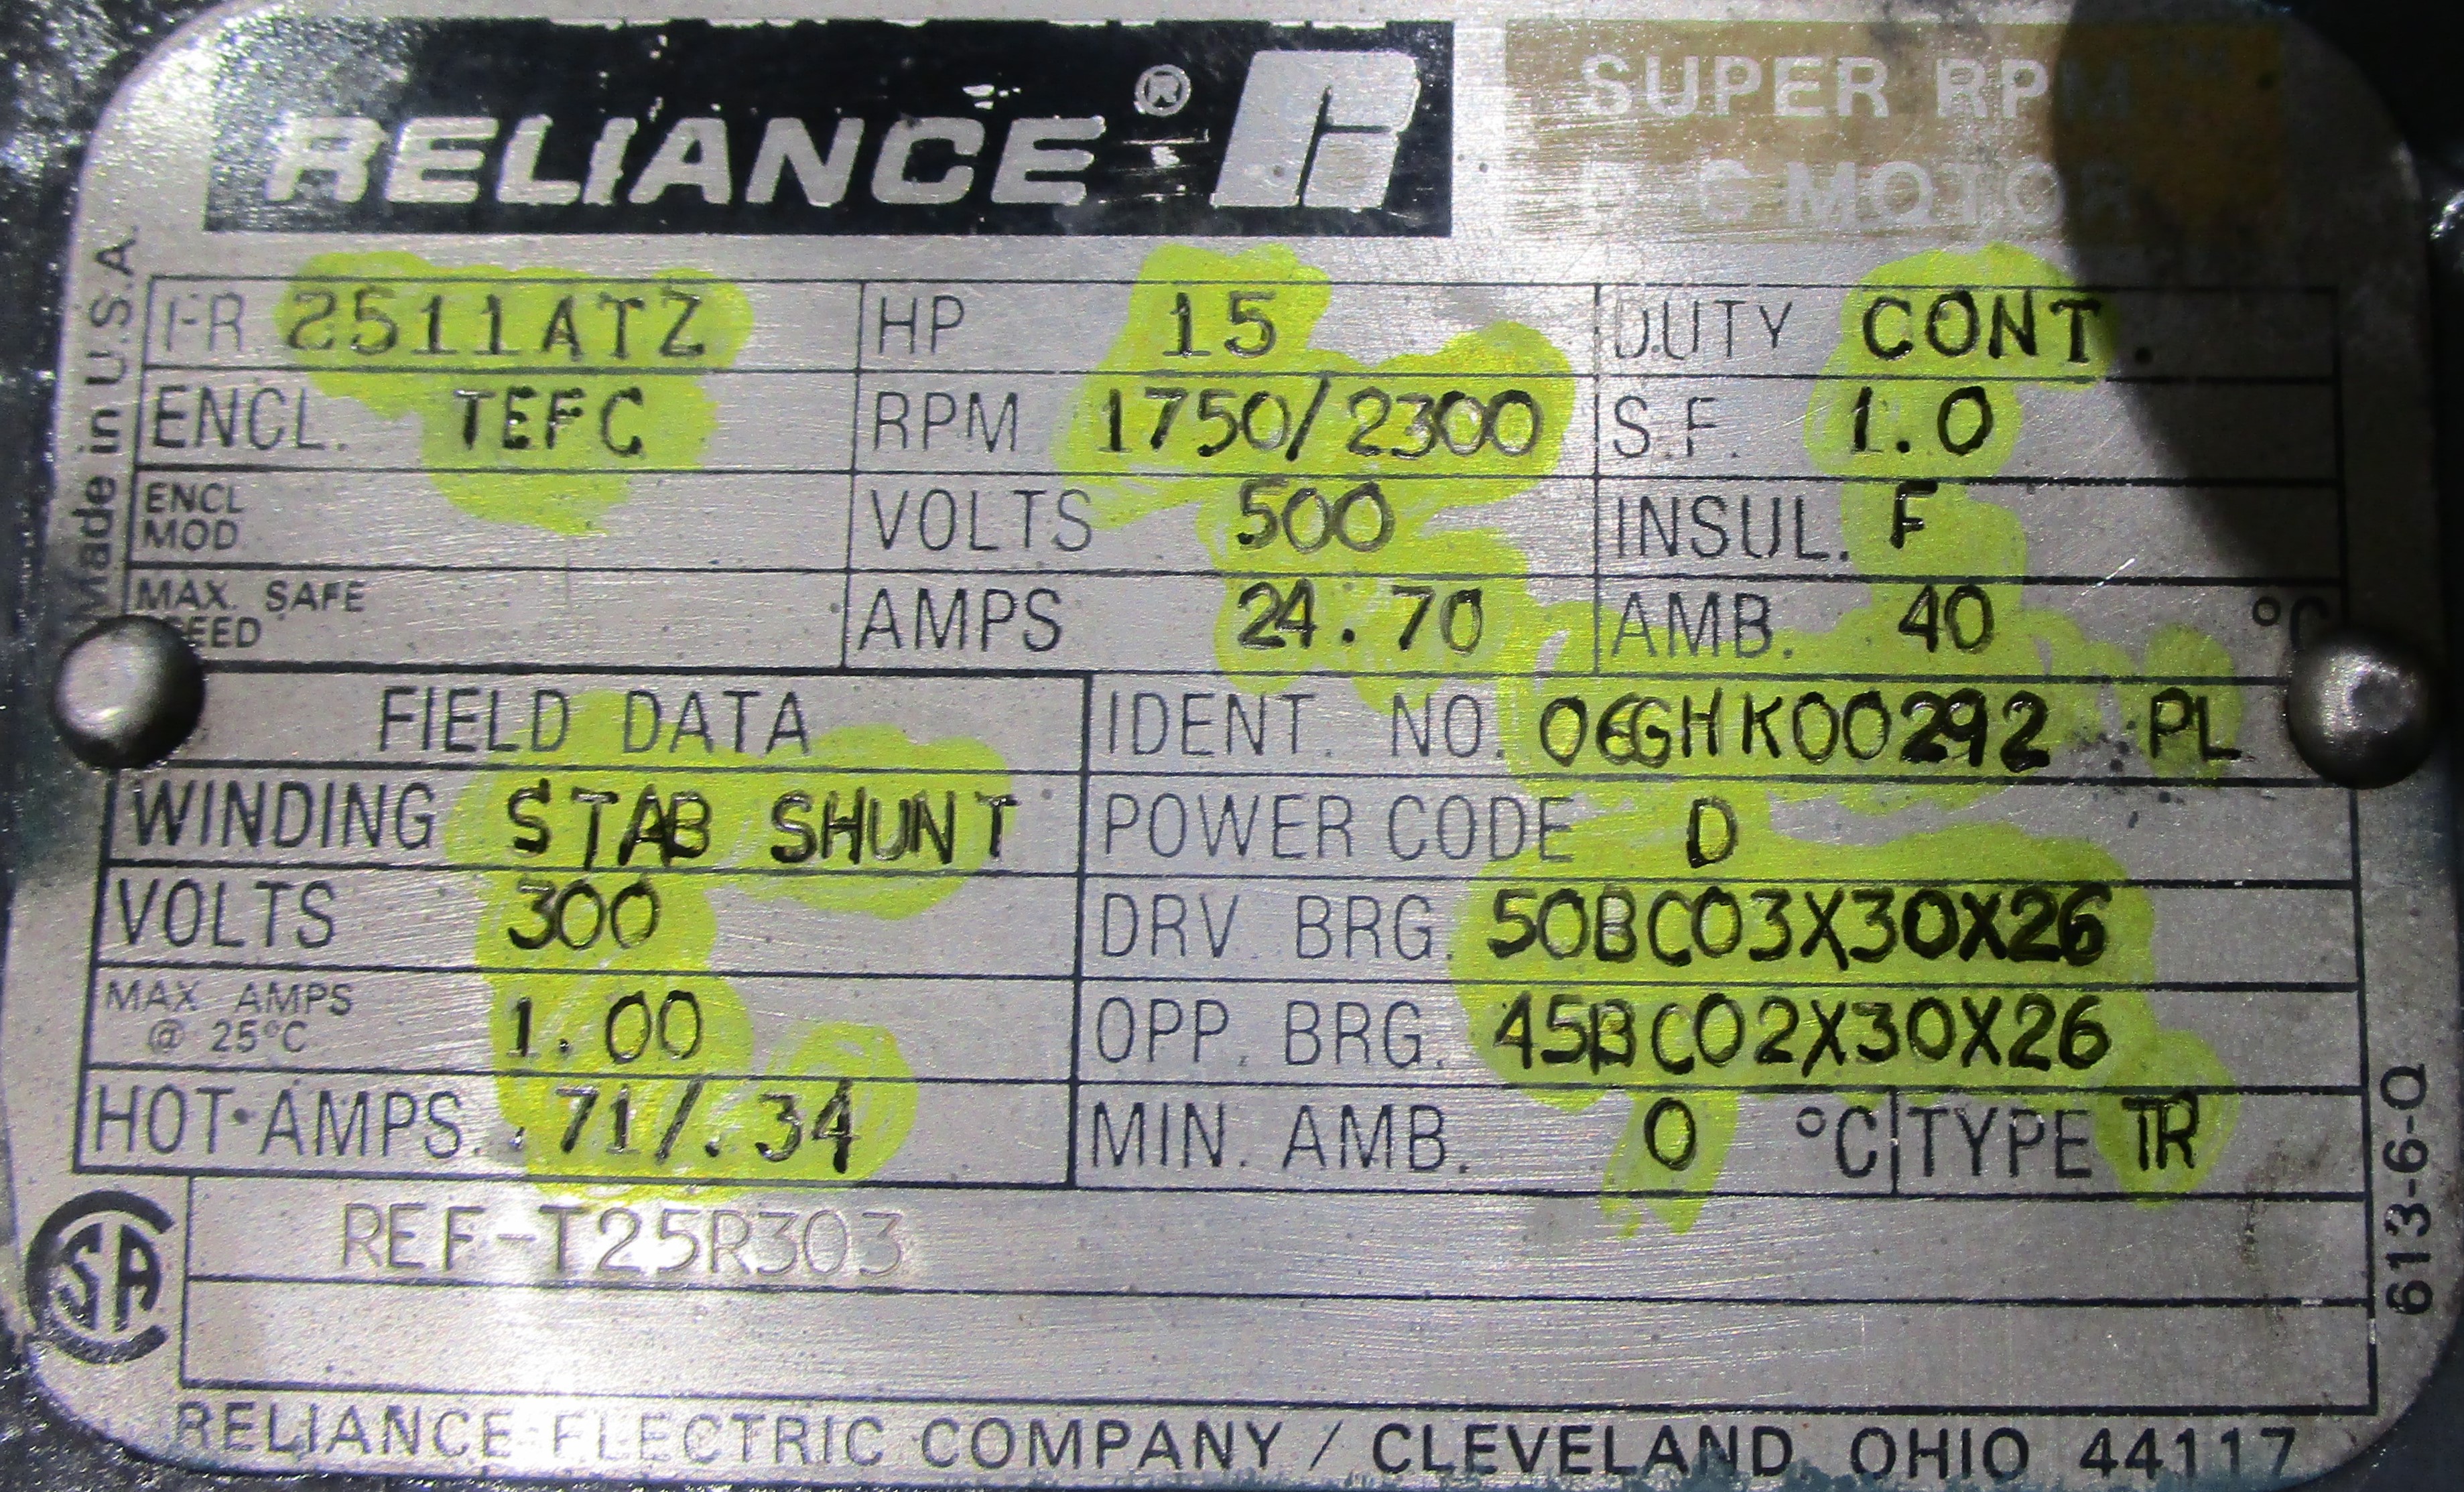 RELIANCE ® R
SUPER RPM
D-C MOTOR
Made in U.S.A.
FR 2511ATZ HP 15 DUTY CONT.
ENCL. TEFC RPM 1750/2300 S.F. 1.0
ENCL MOD VOLTS 500 INSUL. F
MAX. SAFE SPEED AMPS 24.70 AMB. 40 °C
FIELD DATA IDENT. NO. 06GHK00292 PL
WINDING STAB SHUNT POWER CODE D
VOLTS 300 DRV. BRG. 50BC03X30X26
MAX AMPS @ 25°C 1.00 OPP. BRG. 45BC02X30X26
HOT AMPS. .71/.34 MIN. AMB. 0 °C TYPE TR
SA REF-T25R303
613-6-Q
RELIANCE ELECTRIC COMPANY / CLEVELAND, OHIO 44117